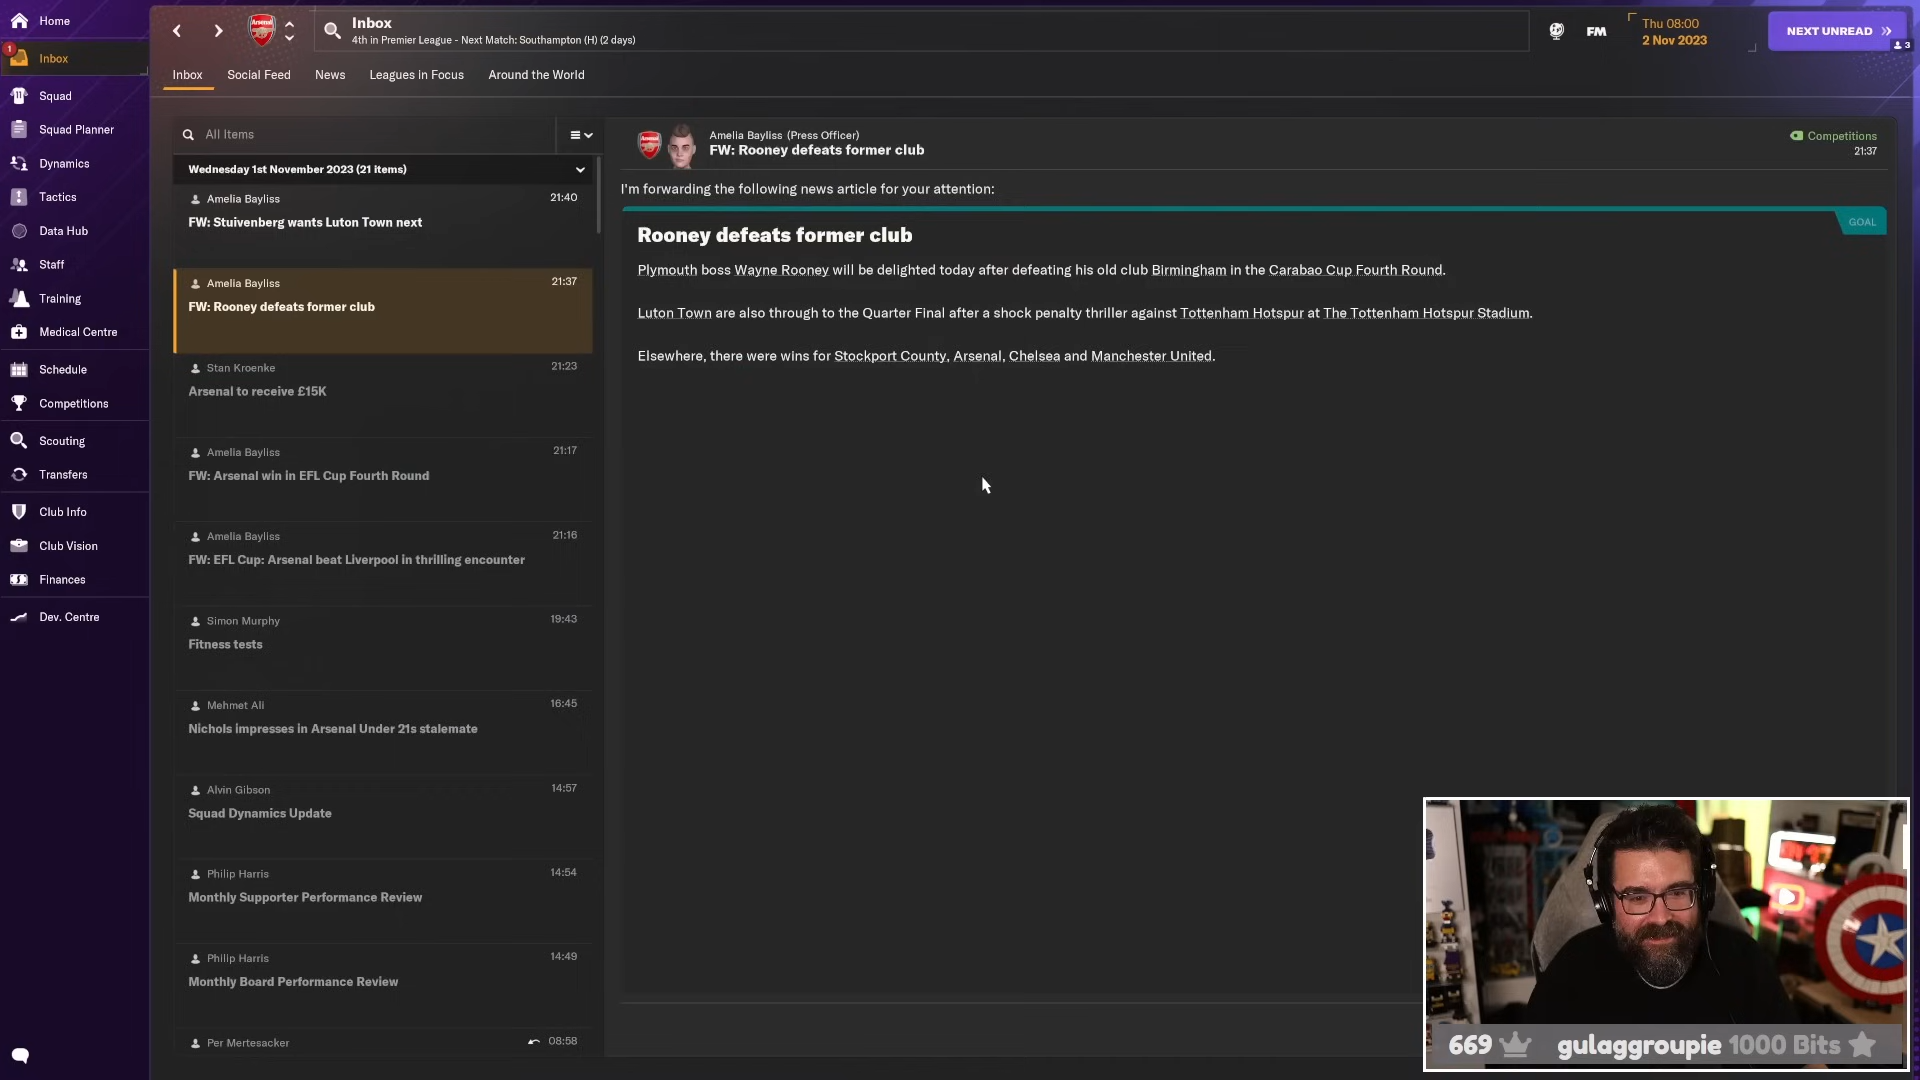 Home
1
Inbox
Squad
Squad Planner
Dynamics
Tactics
Data Hub
Staff
Training
Medical Centre
Schedule
Competitions
Scouting
Transfers
Club Info
Club Vision
Finances
Dev. Centre
Arsenal
Inbox
4th in Premier League - Next Match: Southampton (H) (2 days)
FM
Thu 08:00
2 Nov 2023
NEXT UNREAD
3
Inbox
Social Feed
News
Leagues in Focus
Around the World
All Items
Wednesday 1st November 2023 (21 items)
Amelia Bayliss 21:40
FW: Stuivenberg wants Luton Town next
Amelia Bayliss 21:37
FW: Rooney defeats former club
Stan Kroenke 21:23
Arsenal to receive £15K
Amelia Bayliss 21:17
FW: Arsenal win in EFL Cup Fourth Round
Amelia Bayliss 21:16
FW: EFL Cup: Arsenal beat Liverpool in thrilling encounter
Simon Murphy 19:43
Fitness tests
Mehmet Ali 16:45
Nichols impresses in Arsenal Under 21s stalemate
Alvin Gibson 14:57
Squad Dynamics Update
Philip Harris 14:54
Monthly Supporter Performance Review
Philip Harris 14:49
Monthly Board Performance Review
Per Mertesacker 08:58
Amelia Bayliss (Press Officer)
FW: Rooney defeats former club
Competitions
21:37
I'm forwarding the following news article for your attention:
GOAL
Rooney defeats former club
Plymouth boss Wayne Rooney will be delighted today after defeating his old club Birmingham in the Carabao Cup Fourth Round.
Luton Town are also through to the Quarter Final after a shock penalty thriller against Tottenham Hotspur at The Tottenham Hotspur Stadium.
Elsewhere, there were wins for Stockport County, Arsenal, Chelsea and Manchester United.
669 gulaggroupie 1000 Bits